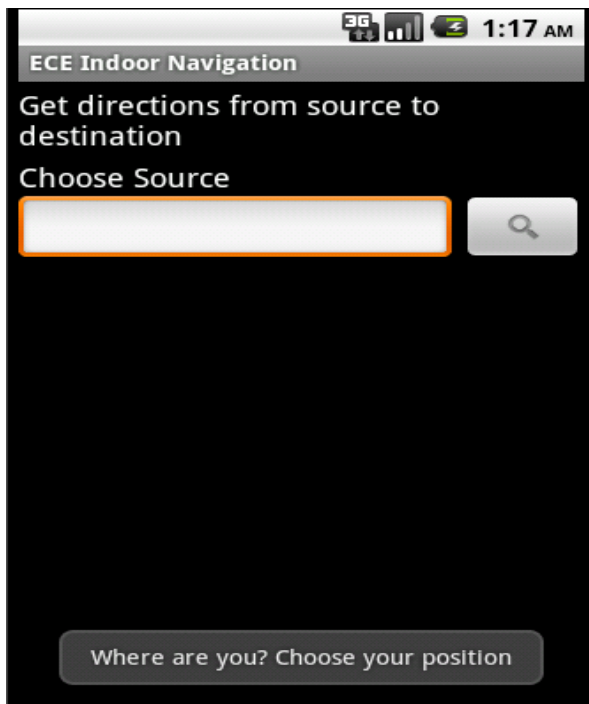 3G 1:17 AM
ECE Indoor Navigation
Get directions from source to
destination
Choose Source
Where are you? Choose your position